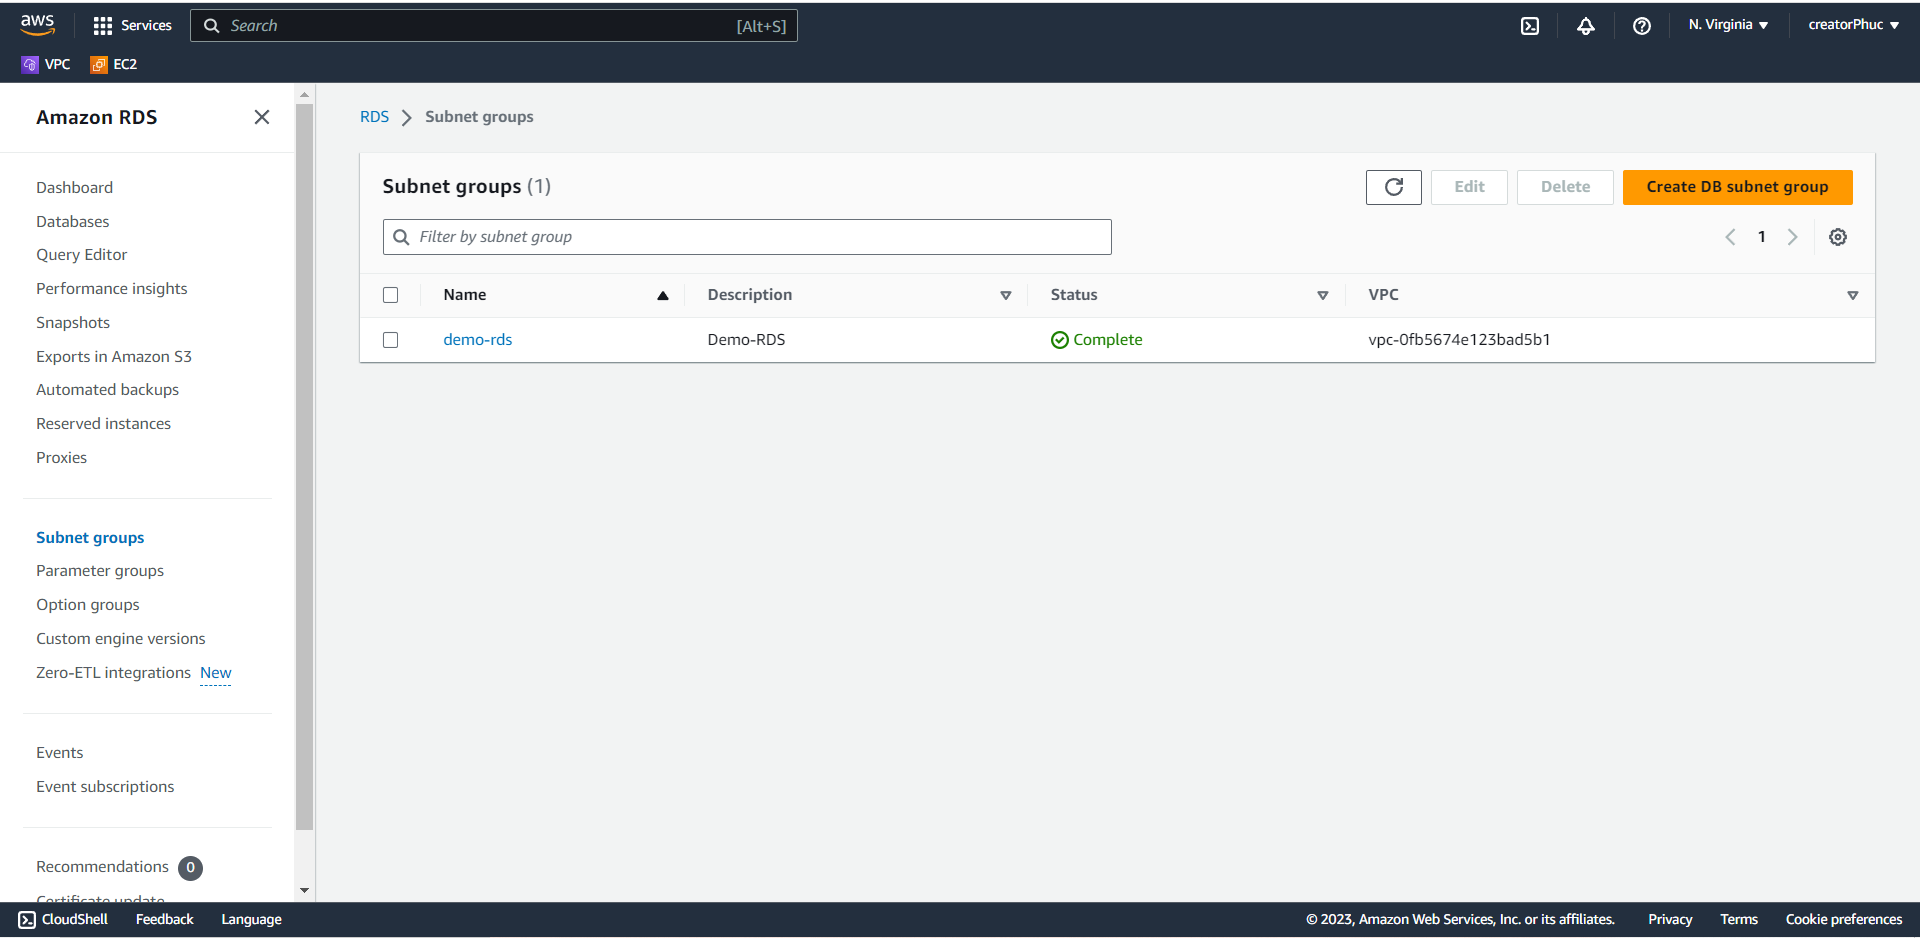 aws
Services
Search [Alt+S]
N. Virginia
creatorPhuc
VPC
EC2
Amazon RDS
Dashboard
Databases
Query Editor
Performance insights
Snapshots
Exports in Amazon S3
Automated backups
Reserved instances
Proxies
Subnet groups
Parameter groups
Option groups
Custom engine versions
Zero-ETL integrations New
Events
Event subscriptions
Recommendations 0
Certificate update
RDS
Subnet groups
Subnet groups (1)
Edit
Delete
Create DB subnet group
Filter by subnet group
1
Name Description Status VPC
demo-rds Demo-RDS Complete vpc-0fb5674e123bad5b1
CloudShell
Feedback
Language
© 2023, Amazon Web Services, Inc. or its affiliates.
Privacy
Terms
Cookie preferences